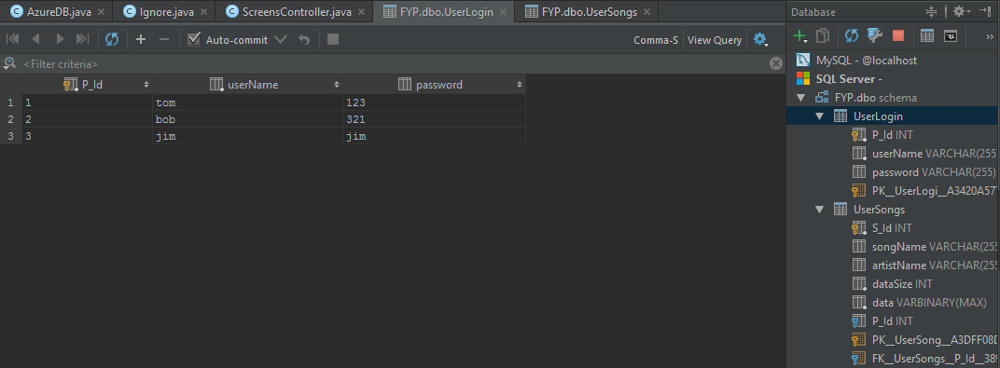 AzureDB.java
Ignore.java
ScreensController.java
FYP.dbo.UserLogin
FYP.dbo.UserSongs
Auto-commit
Comma-S
View Query
<Filter criteria>
P_Id userName password
1 1 tom 123
2 2 bob 321
3 3 jim jim
Database
MySQL - @localhost
SQL Server -
FYP.dbo schema
UserLogin
P_Id INT
userName VARCHAR(255
password VARCHAR(255)
PK__UserLogi__A3420A57
UserSongs
S_Id INT
songName VARCHAR(255
artistName VARCHAR(255
dataSize INT
data VARBINARY(MAX)
P_Id INT
PK__UserSong__A3DFF08D
FK__UserSongs__P_Id__389